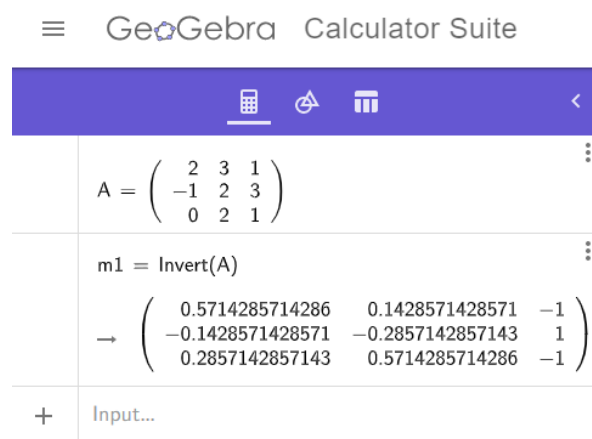 GeoGebra Calculator Suite
A = ( 2 3 1
−1 2 3
0 2 1 )
m1 = Invert(A)
→ ( 0.5714285714286 0.1428571428571 −1
−0.1428571428571 −0.2857142857143 1
0.2857142857143 0.5714285714286 −1 )
+ Input...